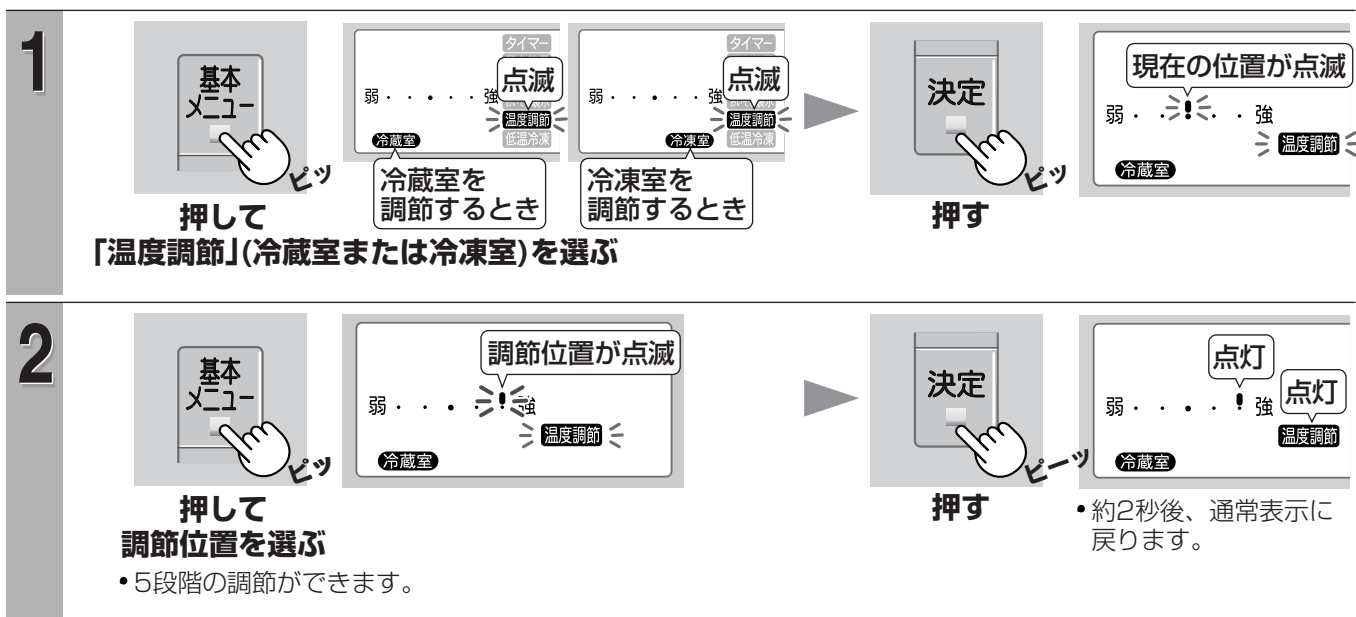 1
基本
メニュー
ピッ
押して
「温度調節」(冷蔵室または冷凍室)を選ぶ
タイマー
点滅
弱・・・・・強
温度調節
低温冷凍
冷蔵室
冷蔵室を
調節するとき
タイマー
点滅
弱・・・・・強
温度調節
低温冷凍
冷凍室
冷凍室を
調節するとき
決定
ピッ
押す
現在の位置が点滅
弱・・・・強
温度調節
冷蔵室
2
基本
メニュー
ピッ
押して
調節位置を選ぶ
•5段階の調節ができます。
調節位置が点滅
弱・・・・強
温度調節
冷蔵室
決定
ピーッ
押す
点灯
弱・・・・強
点灯
温度調節
冷蔵室
•約2秒後、通常表示に
戻ります。